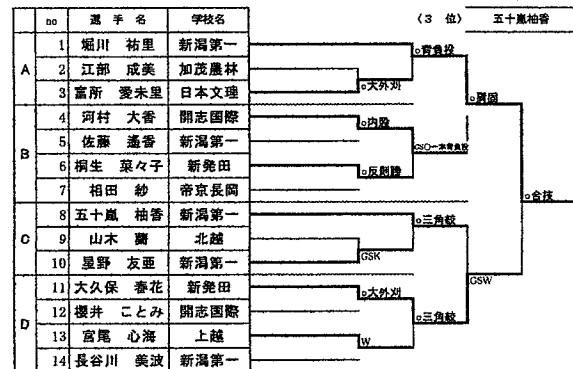 no 選手名 学校名 〈3位〉 五十嵐柚香
A
1 堀川 祐里 新潟第一
2 江部 成美 加茂農林
3 富所 愛未里 日本文理
B
4 河村 大香 開志国際
5 佐藤 遥香 新潟第一
6 桐生 菜々子 新発田
7 相田 紗 帝京長岡
C
8 五十嵐 柚香 新潟第一
9 山木 北越
10 星野 友亜 新潟第一
D
11 大久保 春花 新発田
12 櫻井 ことみ 開志国際
13 宮尾 心海 上越
14 長谷川 美波 新潟第一
○背負投
○大外刈
○肩固
○内股
GS○一本背負投
○反則勝
○合技
○三角絞
GSK
GSW
○大外刈
○三角絞
W